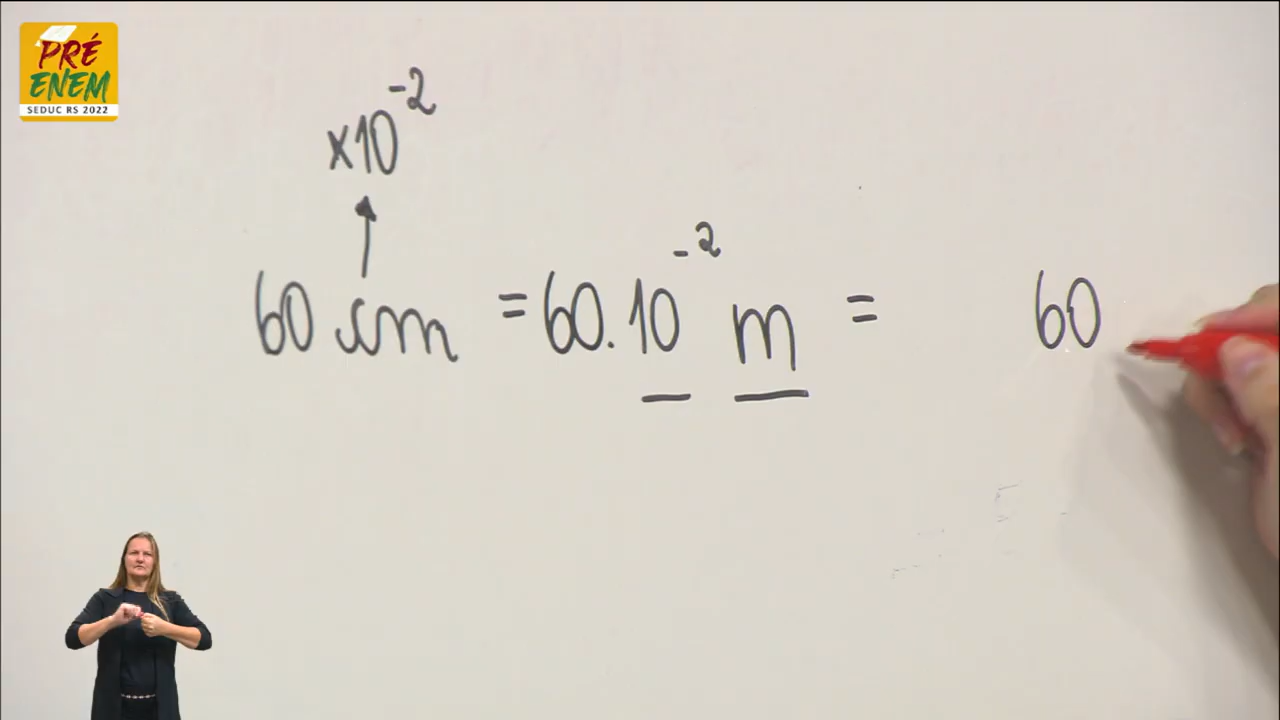 PRÉ
ENEM
SEDUC RS 2022
x10⁻²
60 cm = 60.10⁻² m = 60